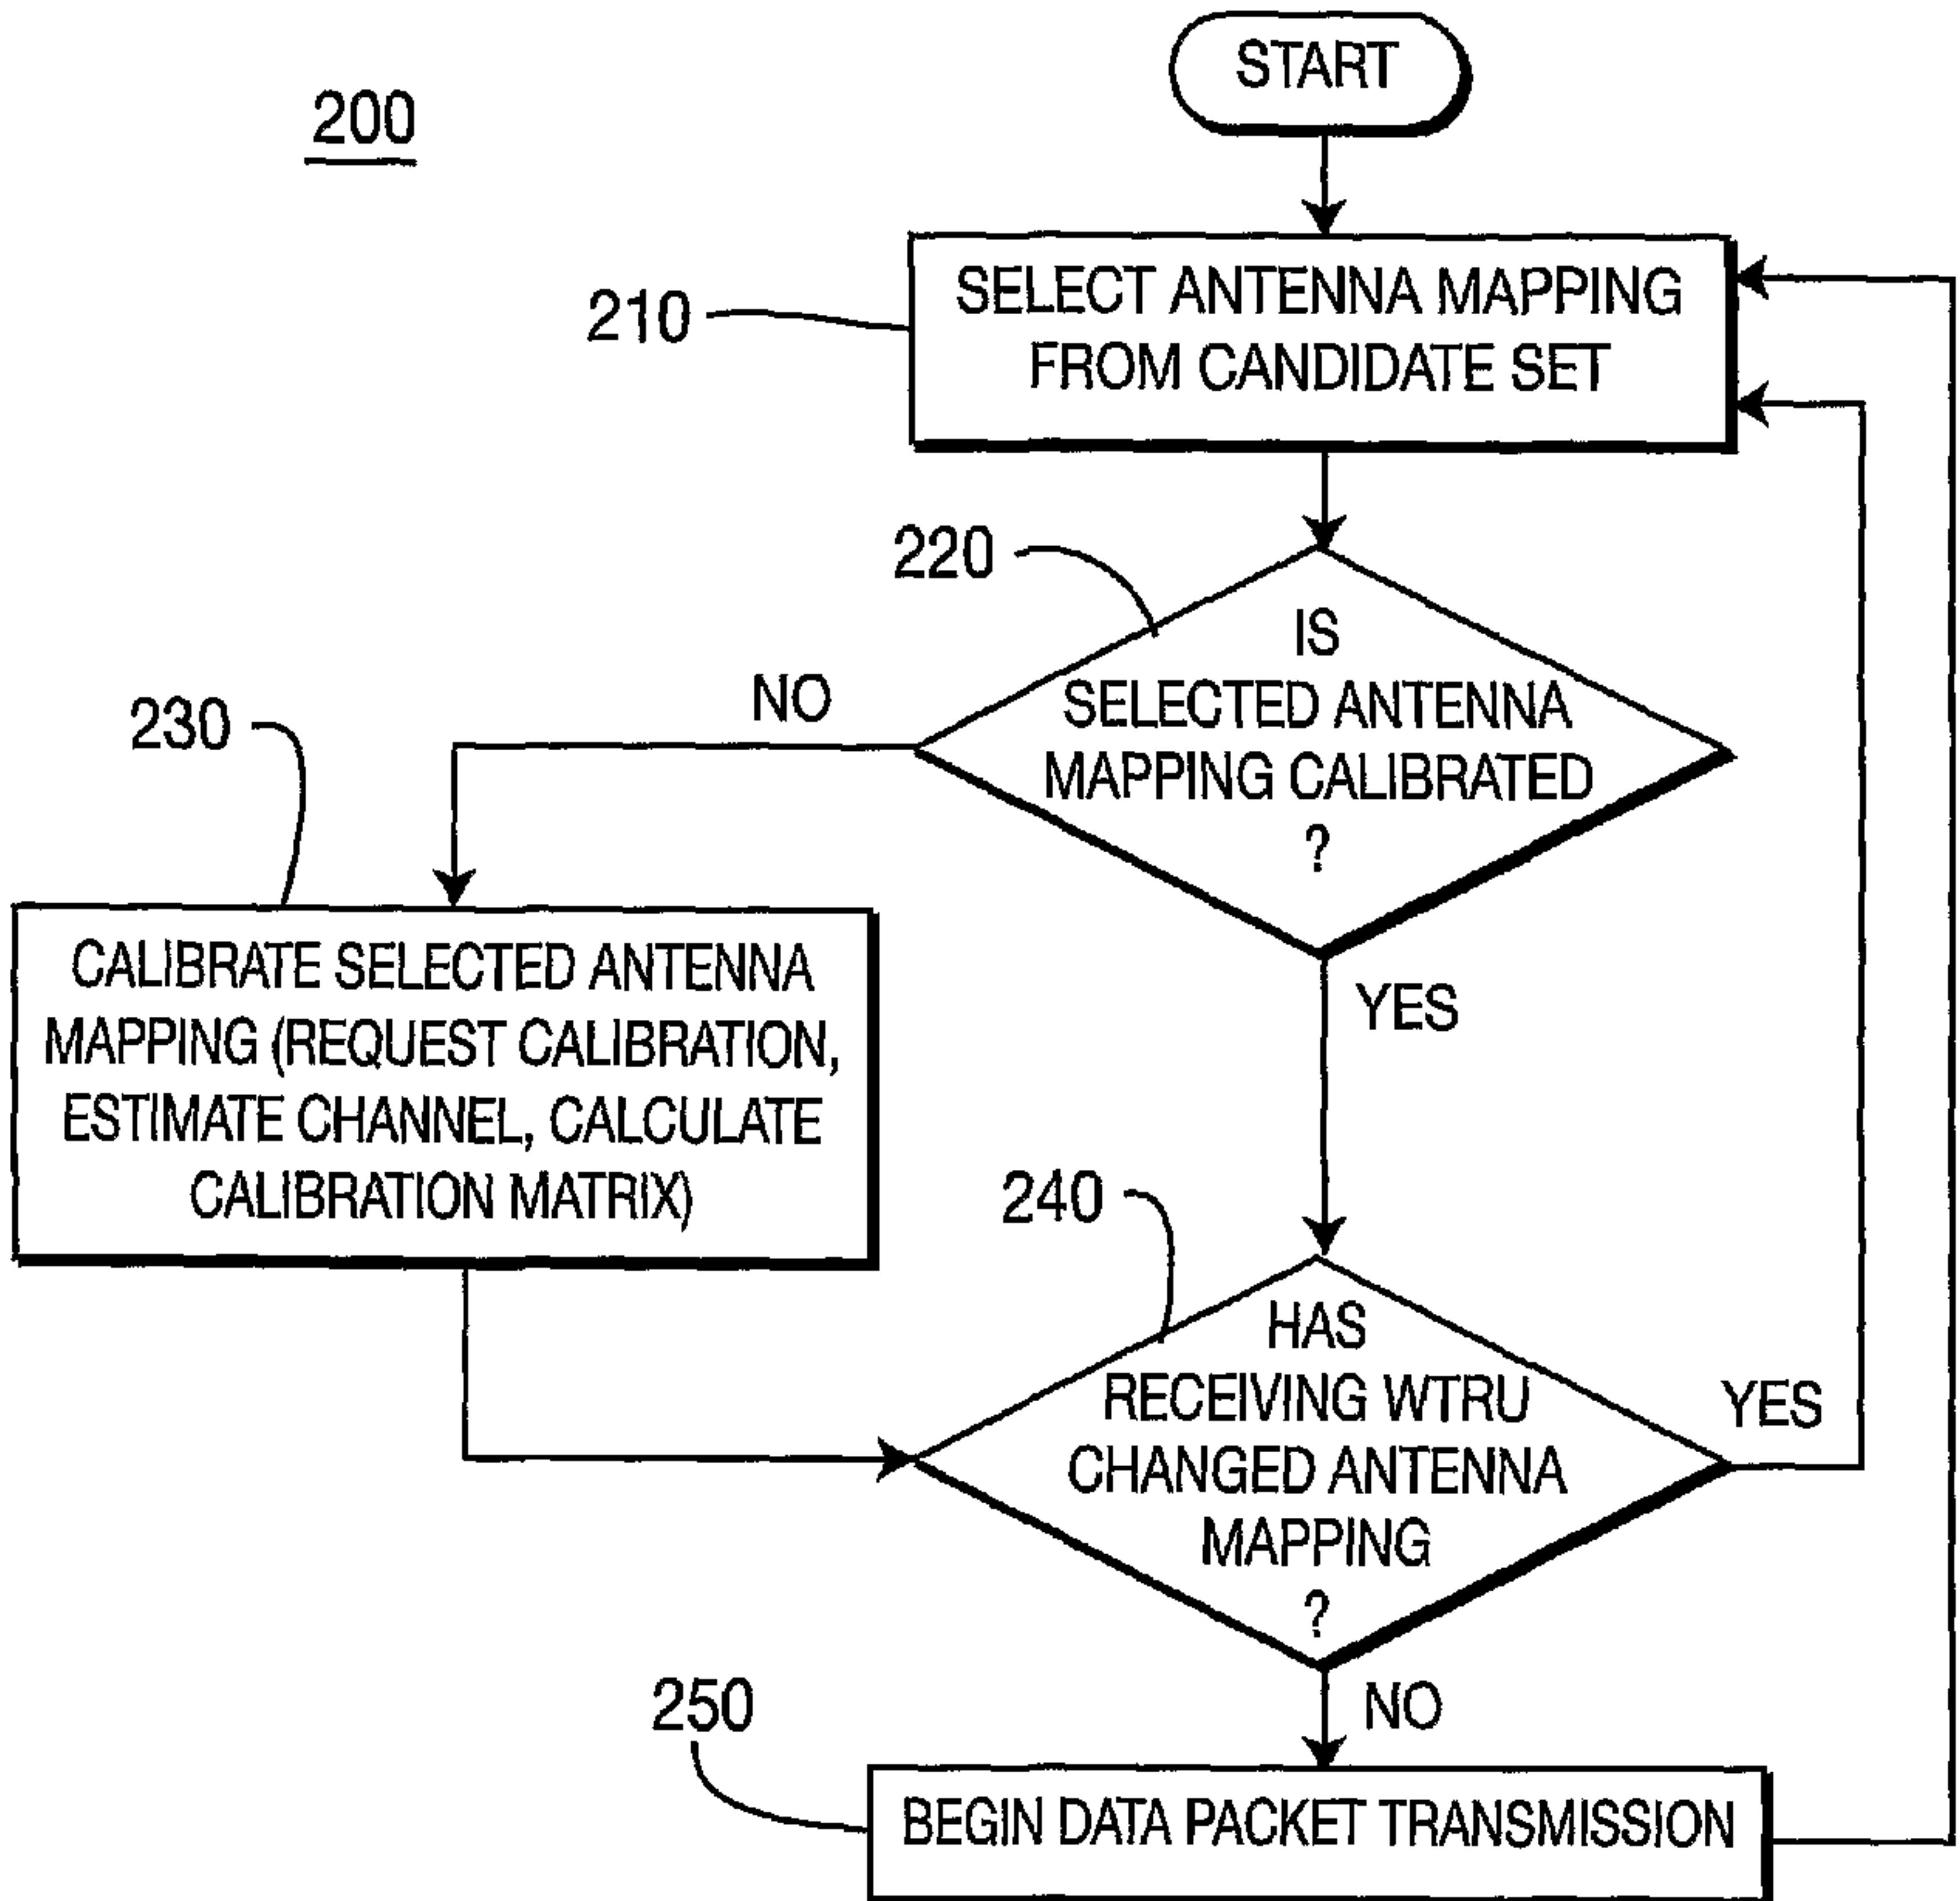 200
START
210
SELECT ANTENNA MAPPING
FROM CANDIDATE SET
220
IS
SELECTED ANTENNA
MAPPING CALIBRATED
?
NO
YES
230
CALIBRATE SELECTED ANTENNA
MAPPING (REQUEST CALIBRATION,
ESTIMATE CHANNEL, CALCULATE
CALIBRATION MATRIX)
240
HAS
RECEIVING WTRU
CHANGED ANTENNA
MAPPING
?
YES
NO
250
BEGIN DATA PACKET TRANSMISSION